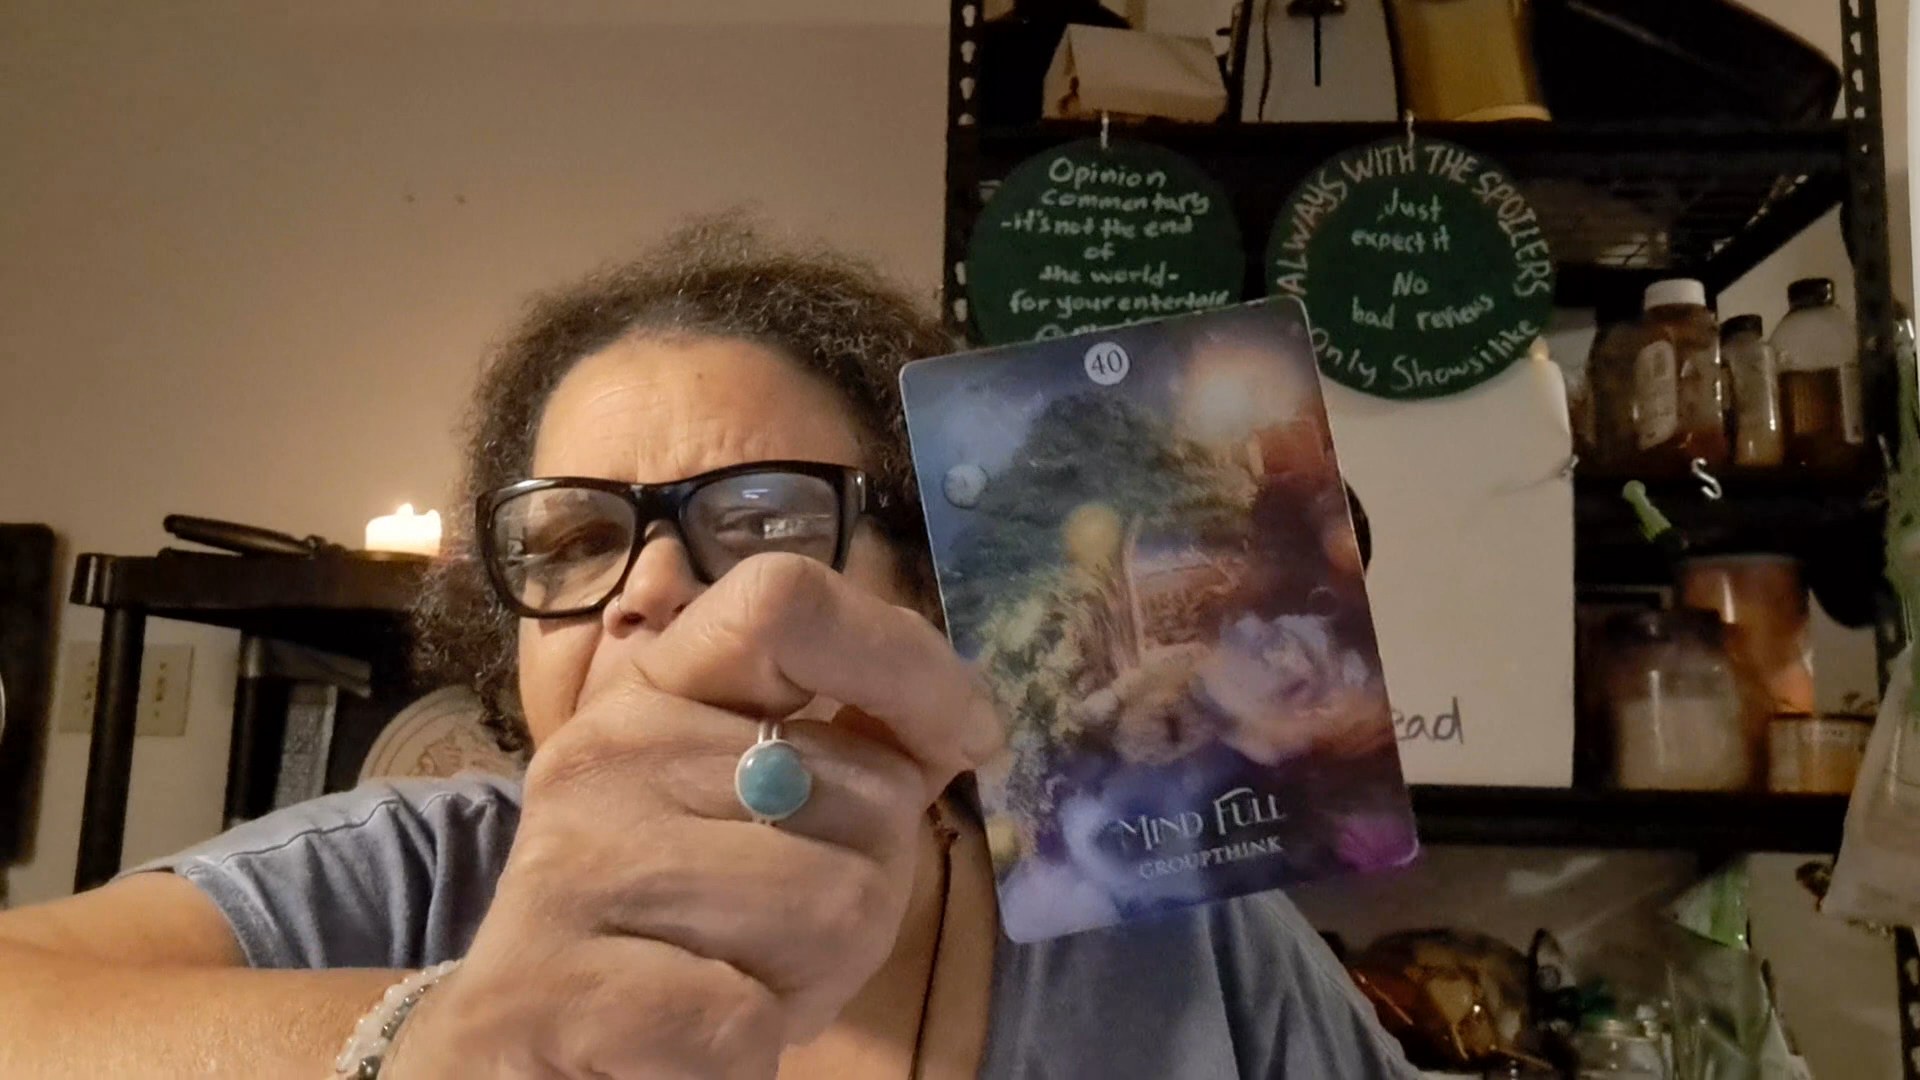 Opinion
Commentary
-it's not the end
of
the world-
for your entertain
ALWAYS WITH THE SPOILERS
Just
expect it
No
bad reviews
Only Shows i like
40
MIND FULL
GROUPTHINK
ead